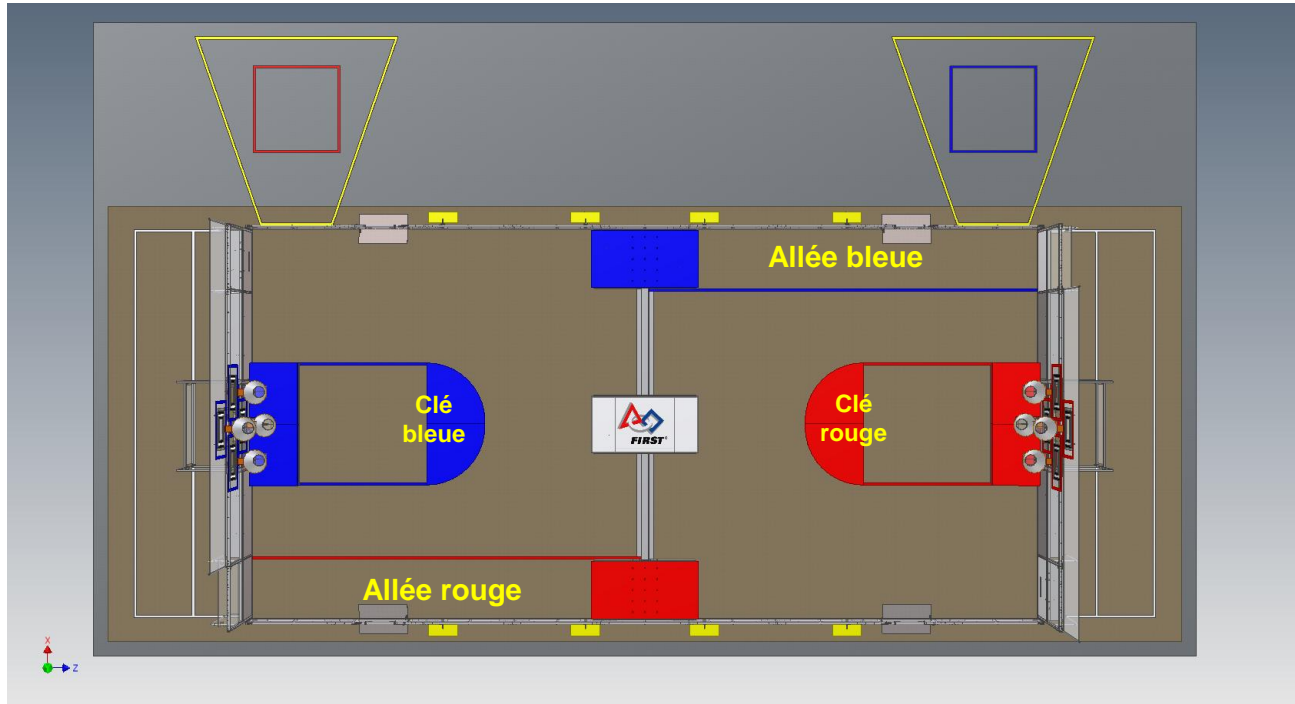 Allée bleue
Clé
bleue
FIRST®
Clé
rouge
Allée rouge
X
Z